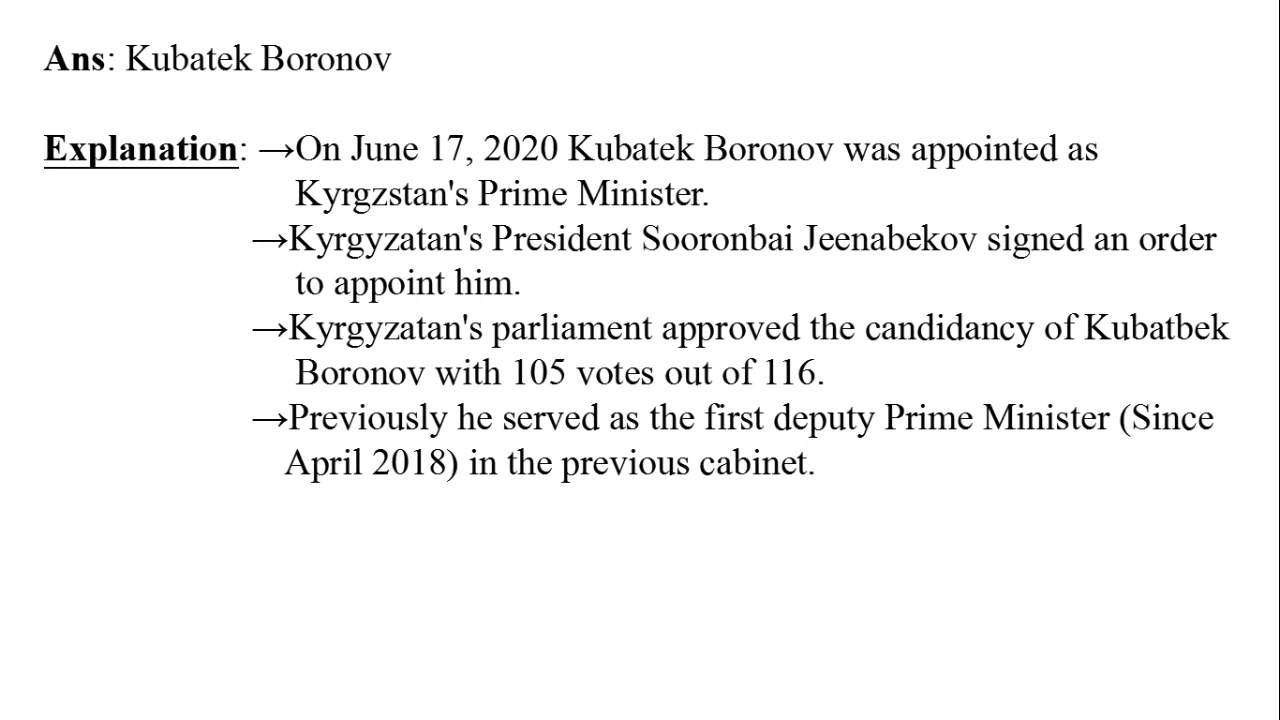 Ans: Kubatek Boronov
Explanation: →On June 17, 2020 Kubatek Boronov was appointed as
Kyrgzstan's Prime Minister.
→Kyrgyzatan's President Sooronbai Jeenabekov signed an order
to appoint him.
→Kyrgyzatan's parliament approved the candidancy of Kubatbek
Boronov with 105 votes out of 116.
→Previously he served as the first deputy Prime Minister (Since
April 2018) in the previous cabinet.